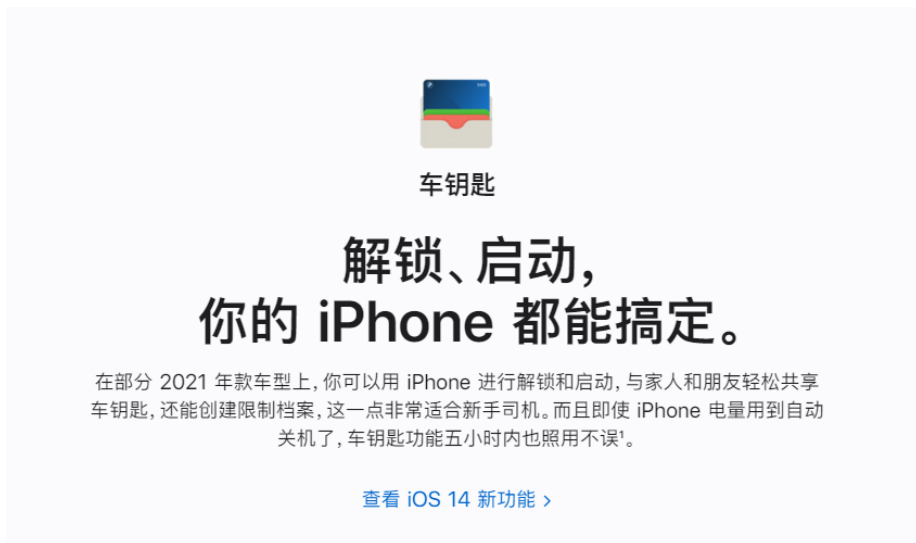 车钥匙
解锁、启动，
你的 iPhone 都能搞定。
在部分 2021 年款车型上，你可以用 iPhone 进行解锁和启动，与家人和朋友轻松共享
车钥匙，还能创建限制档案，这一点非常适合新手司机。而且即使 iPhone 电量用到自动
关机了，车钥匙功能五小时内也照用不误¹。
查看 iOS 14 新功能 ›